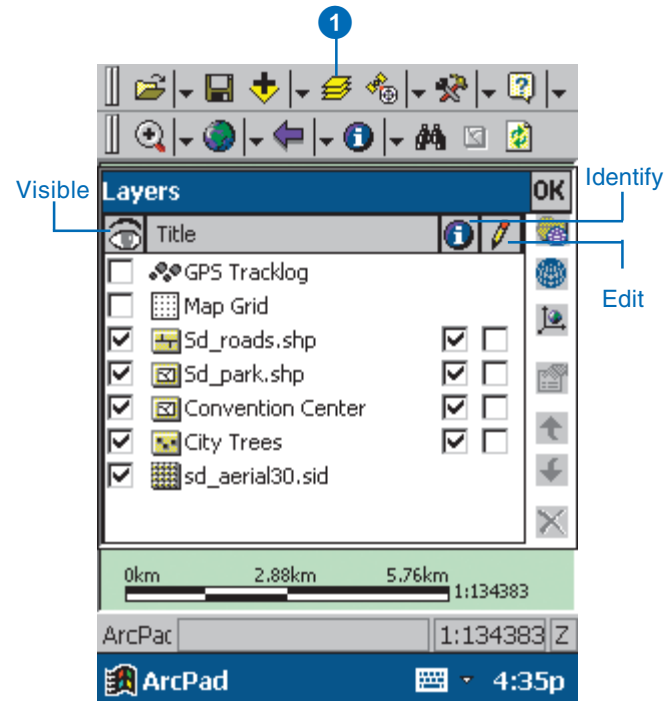 1
Visible
Identify
Edit
Layers
OK
Title
GPS Tracklog
Map Grid
Sd_roads.shp
Sd_park.shp
Convention Center
City Trees
sd_aerial30.sid
0km 2.88km 5.76km
1:134383
ArcPac 1:134383 Z
ArcPad 4:35p